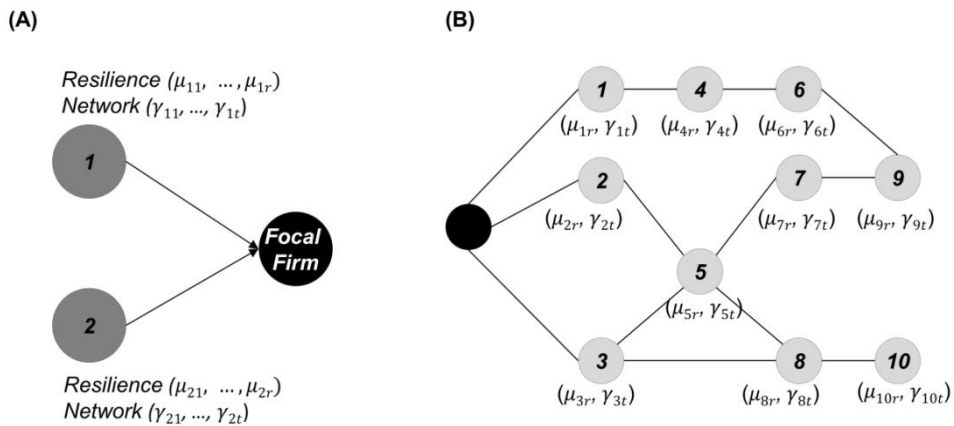 (A)
Resilience (μ₁₁, ..., μ₁ᵣ)
Network (γ₁₁, ..., γ₁ₜ)
1
Focal
Firm
2
Resilience (μ₂₁, ..., μ₂ᵣ)
Network (γ₂₁, ..., γ₂ₜ)
(B)
1 4 6
(μ₁ᵣ, γ₁ₜ) (μ₄ᵣ, γ₄ₜ) (μ₆ᵣ, γ₆ₜ)
2 7 9
(μ₂ᵣ, γ₂ₜ) (μ₇ᵣ, γ₇ₜ) (μ₉ᵣ, γ₉ₜ)
5
(μ₅ᵣ, γ₅ₜ)
3 8 10
(μ₃ᵣ, γ₃ₜ) (μ₈ᵣ, γ₈ₜ) (μ₁₀ᵣ, γ₁₀ₜ)